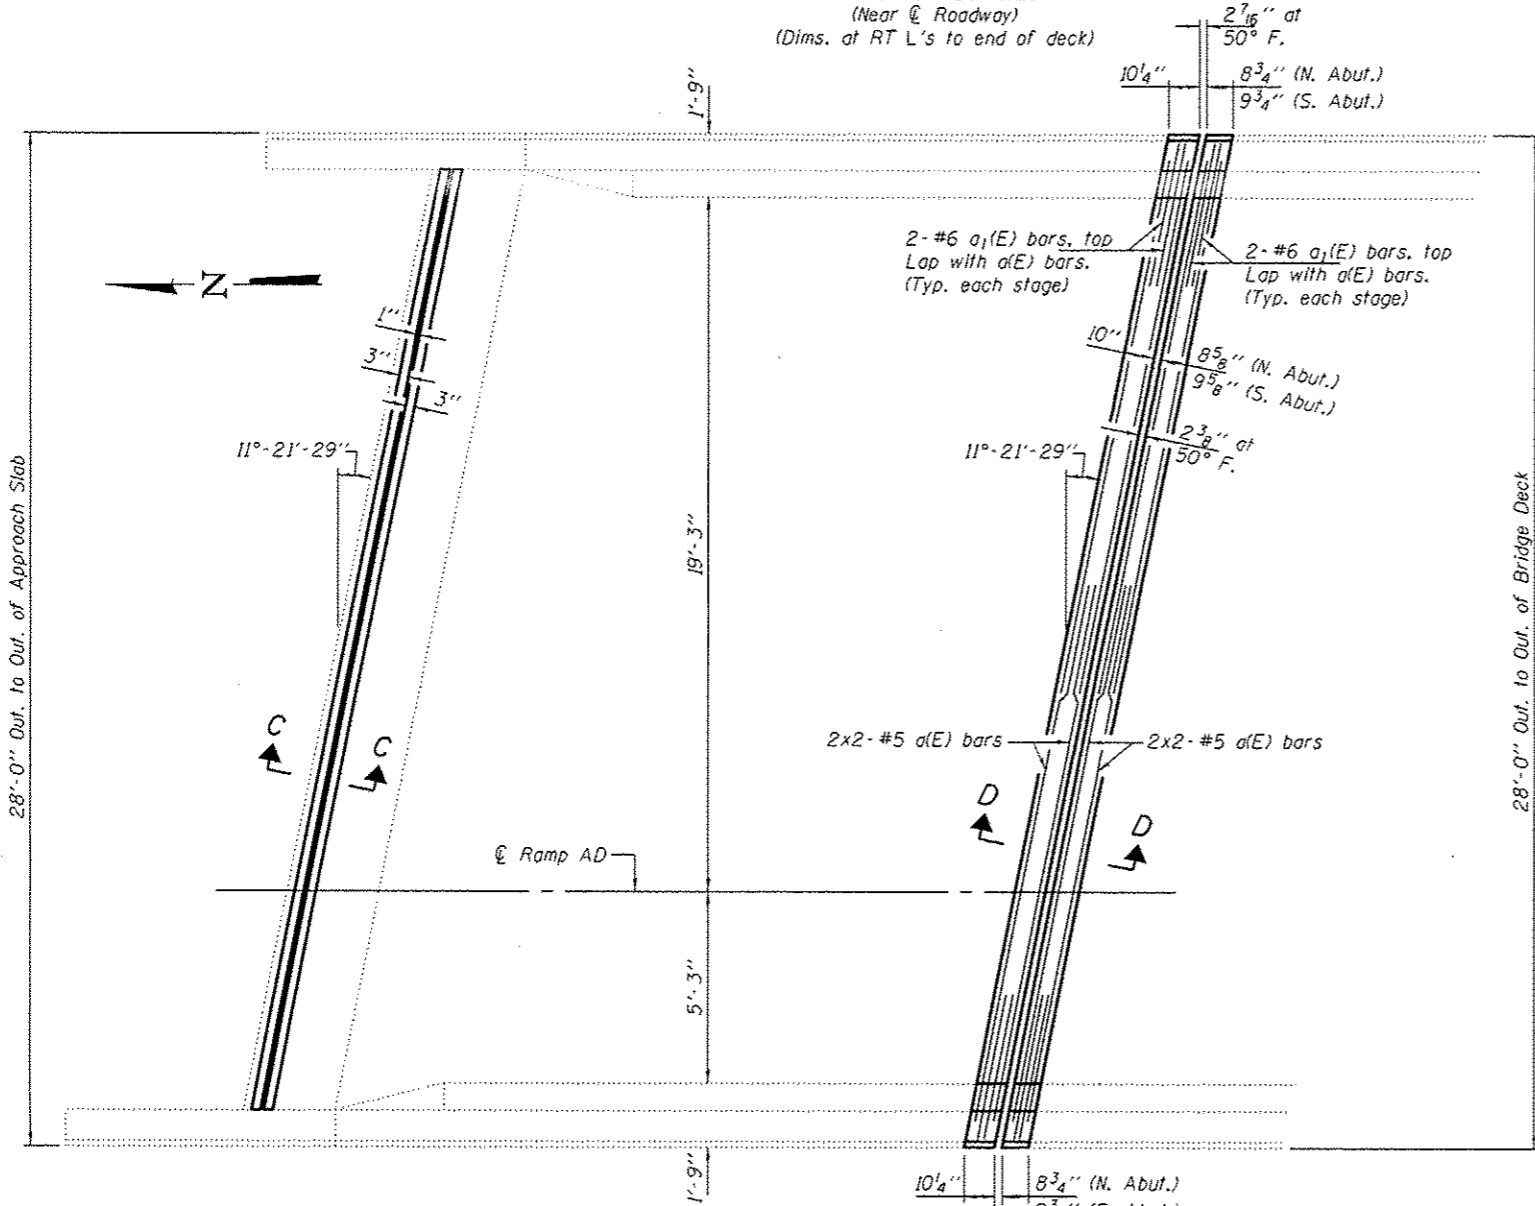 (Near ℄ Roadway)
(Dims. at RT L's to end of deck)
2 7/16" at
50° F.
10 1/4"
8 3/4" (N. Abut.)
9 3/4" (S. Abut.)
1'-9"
N
2- #6 a₁(E) bars, top
Lap with a(E) bars.
(Typ. each stage)
2- #6 a₁(E) bars, top
Lap with a(E) bars.
(Typ. each stage)
1"
3"
3"
10"
8 5/8" (N. Abut.)
9 5/8" (S. Abut.)
2 3/8" at
50° F.
11°-21'-29"
11°-21'-29"
28'-0" Out. to Out. of Approach Slab
19'-3"
28'-0" Out. to Out. of Bridge Deck
C
C
2x2- #5 a(E) bars
2x2- #5 a(E) bars
D
D
℄ Ramp AD
5'-3"
1'-9"
10 1/4"
8 3/4" (N. Abut.)